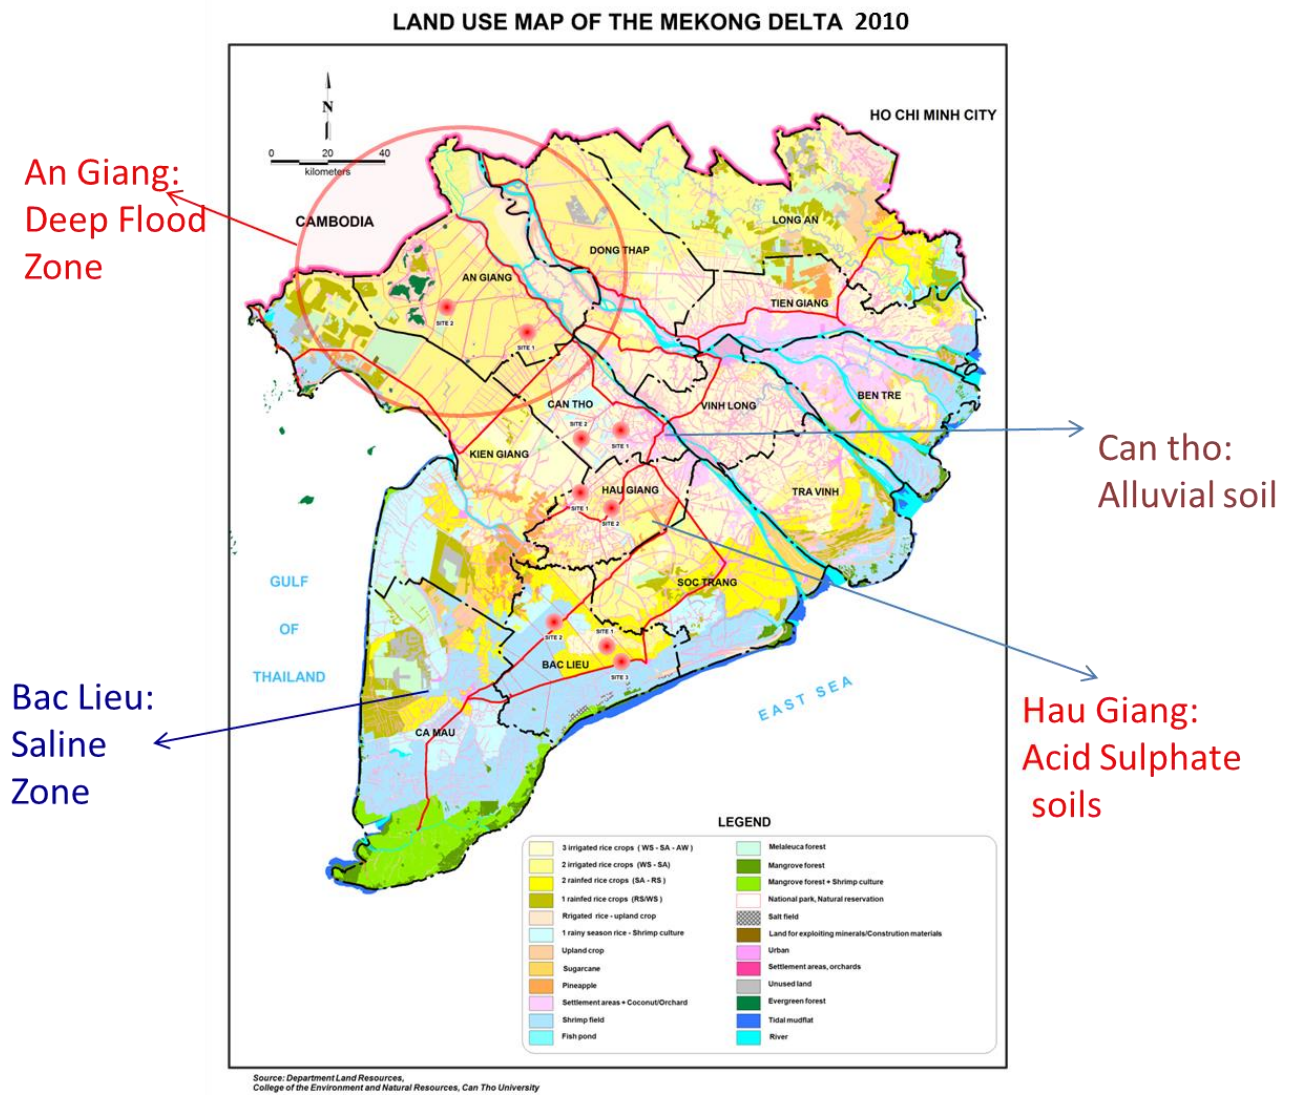 LAND USE MAP OF THE MEKONG DELTA 2010
HO CHI MINH CITY
N
0 20 40
kilometers
An Giang:
Deep Flood
Zone
CAMBODIA
LONG AN
DONG THAP
AN GIANG
TIEN GIANG
SITE 2
SITE 1
CAN THO
VINH LONG
BEN TRE
SITE 2
SITE 1
Can tho:
Alluvial soil
KIEN GIANG
HAU GIANG
TRA VINH
SITE 1
SITE 2
GULF
OF
THAILAND
SOC TRANG
SITE 2
SITE 1
BAC LIEU
SITE 3
EAST SEA
Bac Lieu:
Saline
Zone
CA MAU
Hau Giang:
Acid Sulphate
soils
LEGEND
3 irrigated rice crops ( WS - SA - AW )
2 irrigated rice crops (WS - SA)
2 rainfed rice crops (SA - RS )
1 rainfed rice crops (RS/WS )
Rrigated rice - upland crop
1 rainy season rice - Shrimp culture
Upland crop
Sugarcane
Pineapple
Settlement areas + Coconut/Orchard
Shrimp field
Fish pond
Melaleuca forest
Mangrove forest
Mangrove forest + Shrimp culture
National park, Natural reservation
Salt field
Land for exploiting minerals/Constrution materials
Urban
Settlement areas, orchards
Unused land
Evergreen forest
Tidal mudflat
River
Source: Department Land Resources,
College of the Environment and Natural Resources, Can Tho University